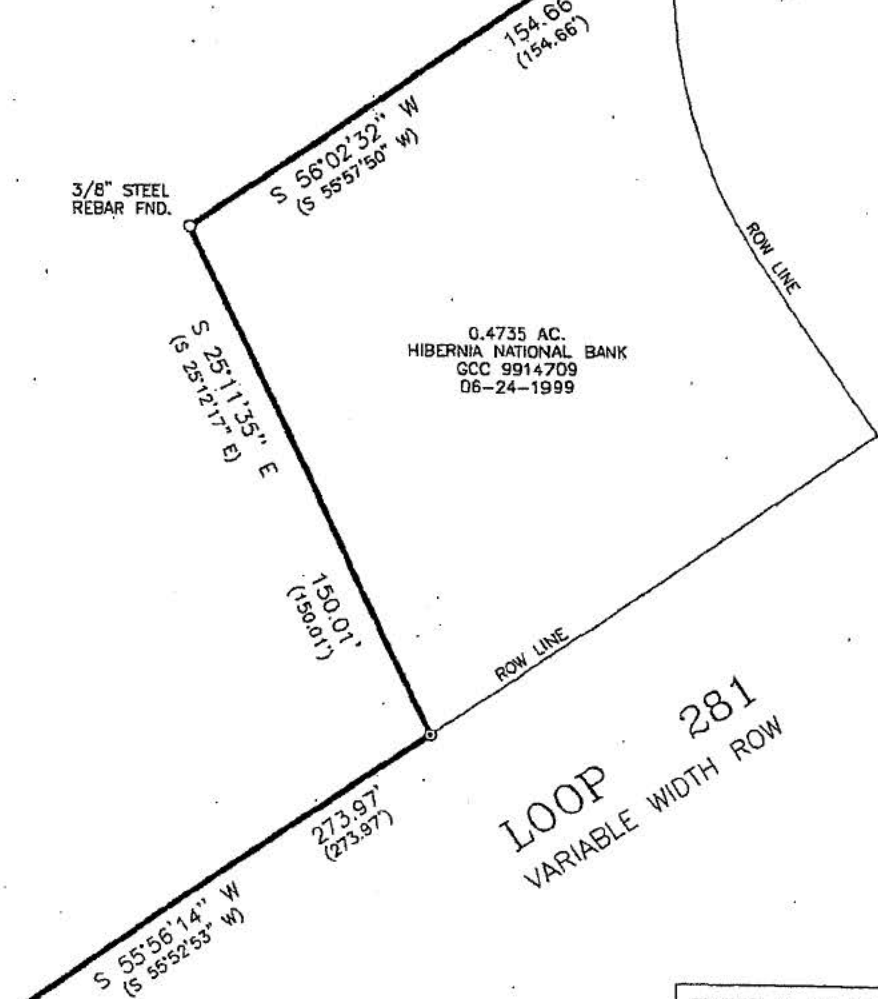 154.66
(154.66')
S 56°02'32" W
(S 55°57'50" W)
3/8" STEEL
REBAR FND.
ROW LINE
0.4735 AC.
HIBERNIA NATIONAL BANK
GCC 9914709
06-24-1999
S 25°11'35" E
(S 25°12'17" E)
150.01'
(150.01')
ROW LINE
LOOP 281
VARIABLE WIDTH ROW
273.97'
(273.97')
S 55°56'14" W
(S 55°52'53" W)